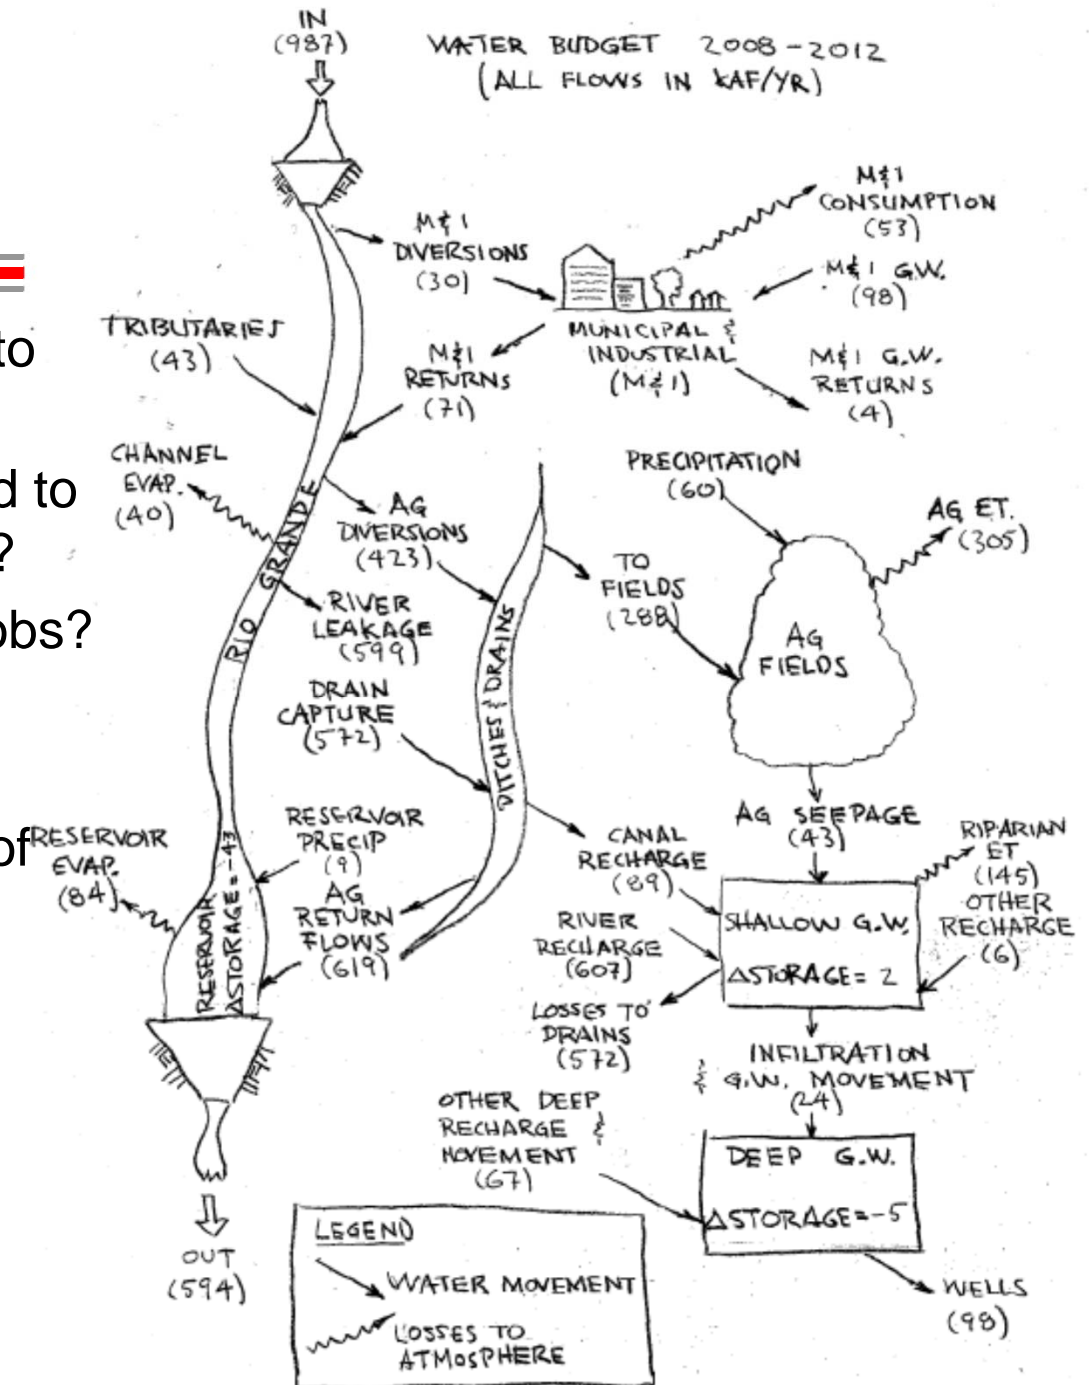 IN
(987)
WATER BUDGET 2008-2012
(ALL FLOWS IN KAF/YR)
M&I
CONSUMPTION
(53)
M&I
DIVERSIONS
(30)
M&I G.W.
(98)
to
TRIBUTARIES
(43)
MUNICIPAL &
INDUSTRIAL
(M&I)
M&I
RETURNS
(71)
M&I G.W.
RETURNS
(4)
CHANNEL
EVAP.
(40)
d to
?
PRECIPITATION
(60)
AG
DIVERSIONS
(423)
AG ET.
(305)
RIO GRANDE
TO
FIELDS
(288)
RIVER
LEAKAGE
(599)
obs?
AG
FIELDS
DITCHES & DRAINS
DRAIN
CAPTURE
(572)
of
RESERVOIR
EVAP.
(84)
RESERVOIR
PRECIP
(9)
AG SEEPAGE
(43)
CANAL
RECHARGE
(89)
RIPARIAN
ET
(145)
RESERVOIR
ΔSTORAGE=-43
AG
RETURN
FLOWS
(619)
RIVER
RECHARGE
(607)
SHALLOW G.W.
ΔSTORAGE= 2
OTHER
RECHARGE
(6)
LOSSES TO
DRAINS
(572)
INFILTRATION
& G.W. MOVEMENT
(24)
OTHER DEEP
RECHARGE &
MOVEMENT
(67)
DEEP G.W.
ΔSTORAGE=-5
OUT
(594)
LEGEND
WATER MOVEMENT
LOSSES TO
ATMOSPHERE
WELLS
(98)